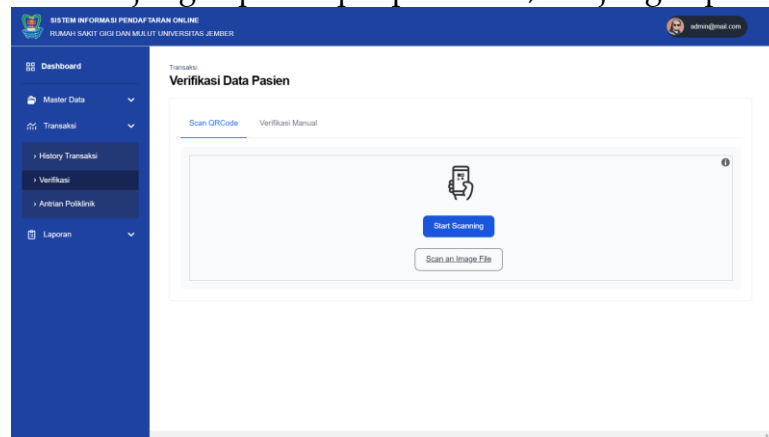 SISTEM INFORMASI PENDAFTARAN ONLINE
RUMAH SAKIT GIGI DAN MULUT UNIVERSITAS JEMBER
admin@mail.com
Dashboard
Master Data
Transaksi
› History Transaksi
› Verifikasi
› Antrian Poliklinik
Laporan
Transaksi
Verifikasi Data Pasien
Scan QRCode
Verifikasi Manual
Start Scanning
Scan an Image File